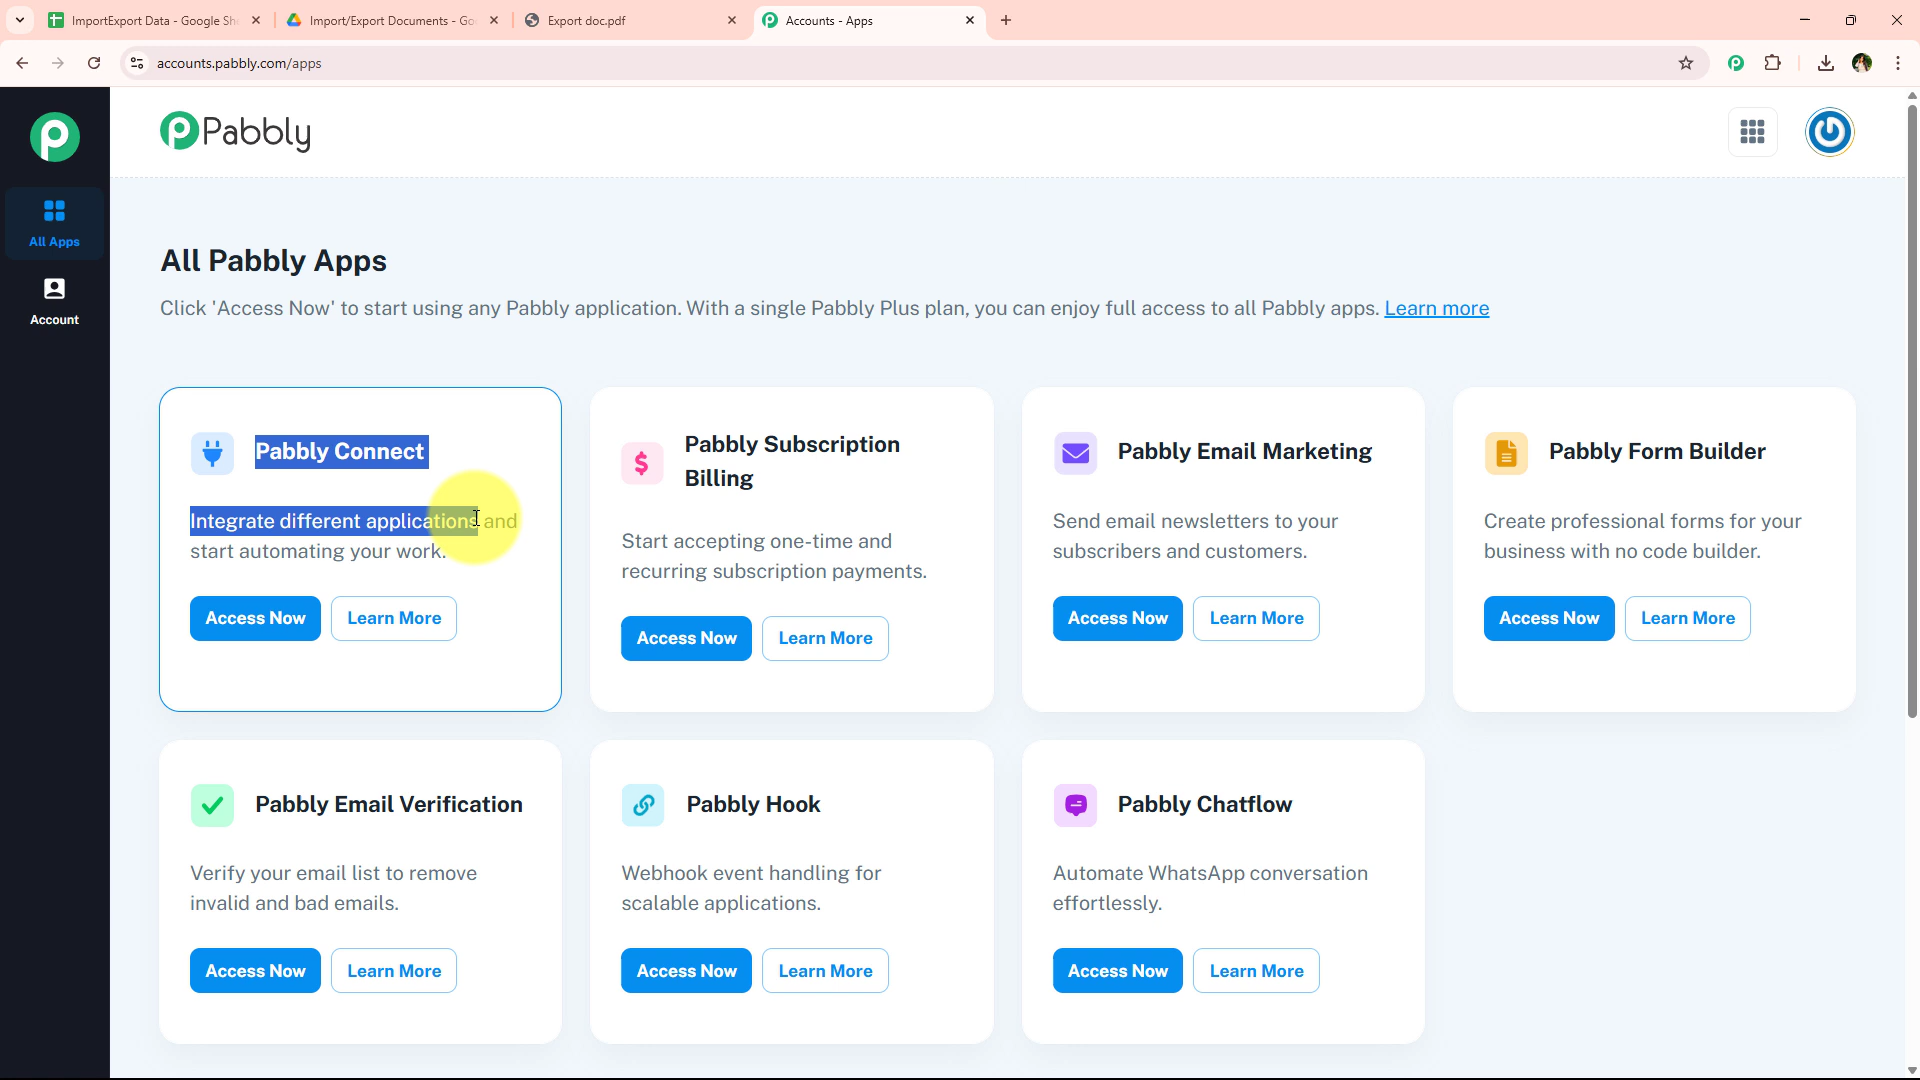 ImportExport Data - Google She
Import/Export Documents - Goo
Export doc.pdf
Accounts - Apps
accounts.pabbly.com/apps
Pabbly
All Apps
Account
All Pabbly Apps
Click 'Access Now' to start using any Pabbly application. With a single Pabbly Plus plan, you can enjoy full access to all Pabbly apps. Learn more
Pabbly Connect
Integrate different applications and
start automating your work.
Access Now
Learn More
Pabbly Subscription
Billing
Start accepting one-time and
recurring subscription payments.
Access Now
Learn More
Pabbly Email Marketing
Send email newsletters to your
subscribers and customers.
Access Now
Learn More
Pabbly Form Builder
Create professional forms for your
business with no code builder.
Access Now
Learn More
Pabbly Email Verification
Verify your email list to remove
invalid and bad emails.
Access Now
Learn More
Pabbly Hook
Webhook event handling for
scalable applications.
Access Now
Learn More
Pabbly Chatflow
Automate WhatsApp conversation
effortlessly.
Access Now
Learn More